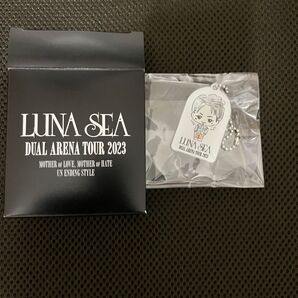 LUNA SEA
DUAL ARENA TOUR 2023
MOTHER OF LOVE, MOTHER OF HATE
UN ENDING STYLE
LUNA SEA
DUAL ARENA TOUR 2023